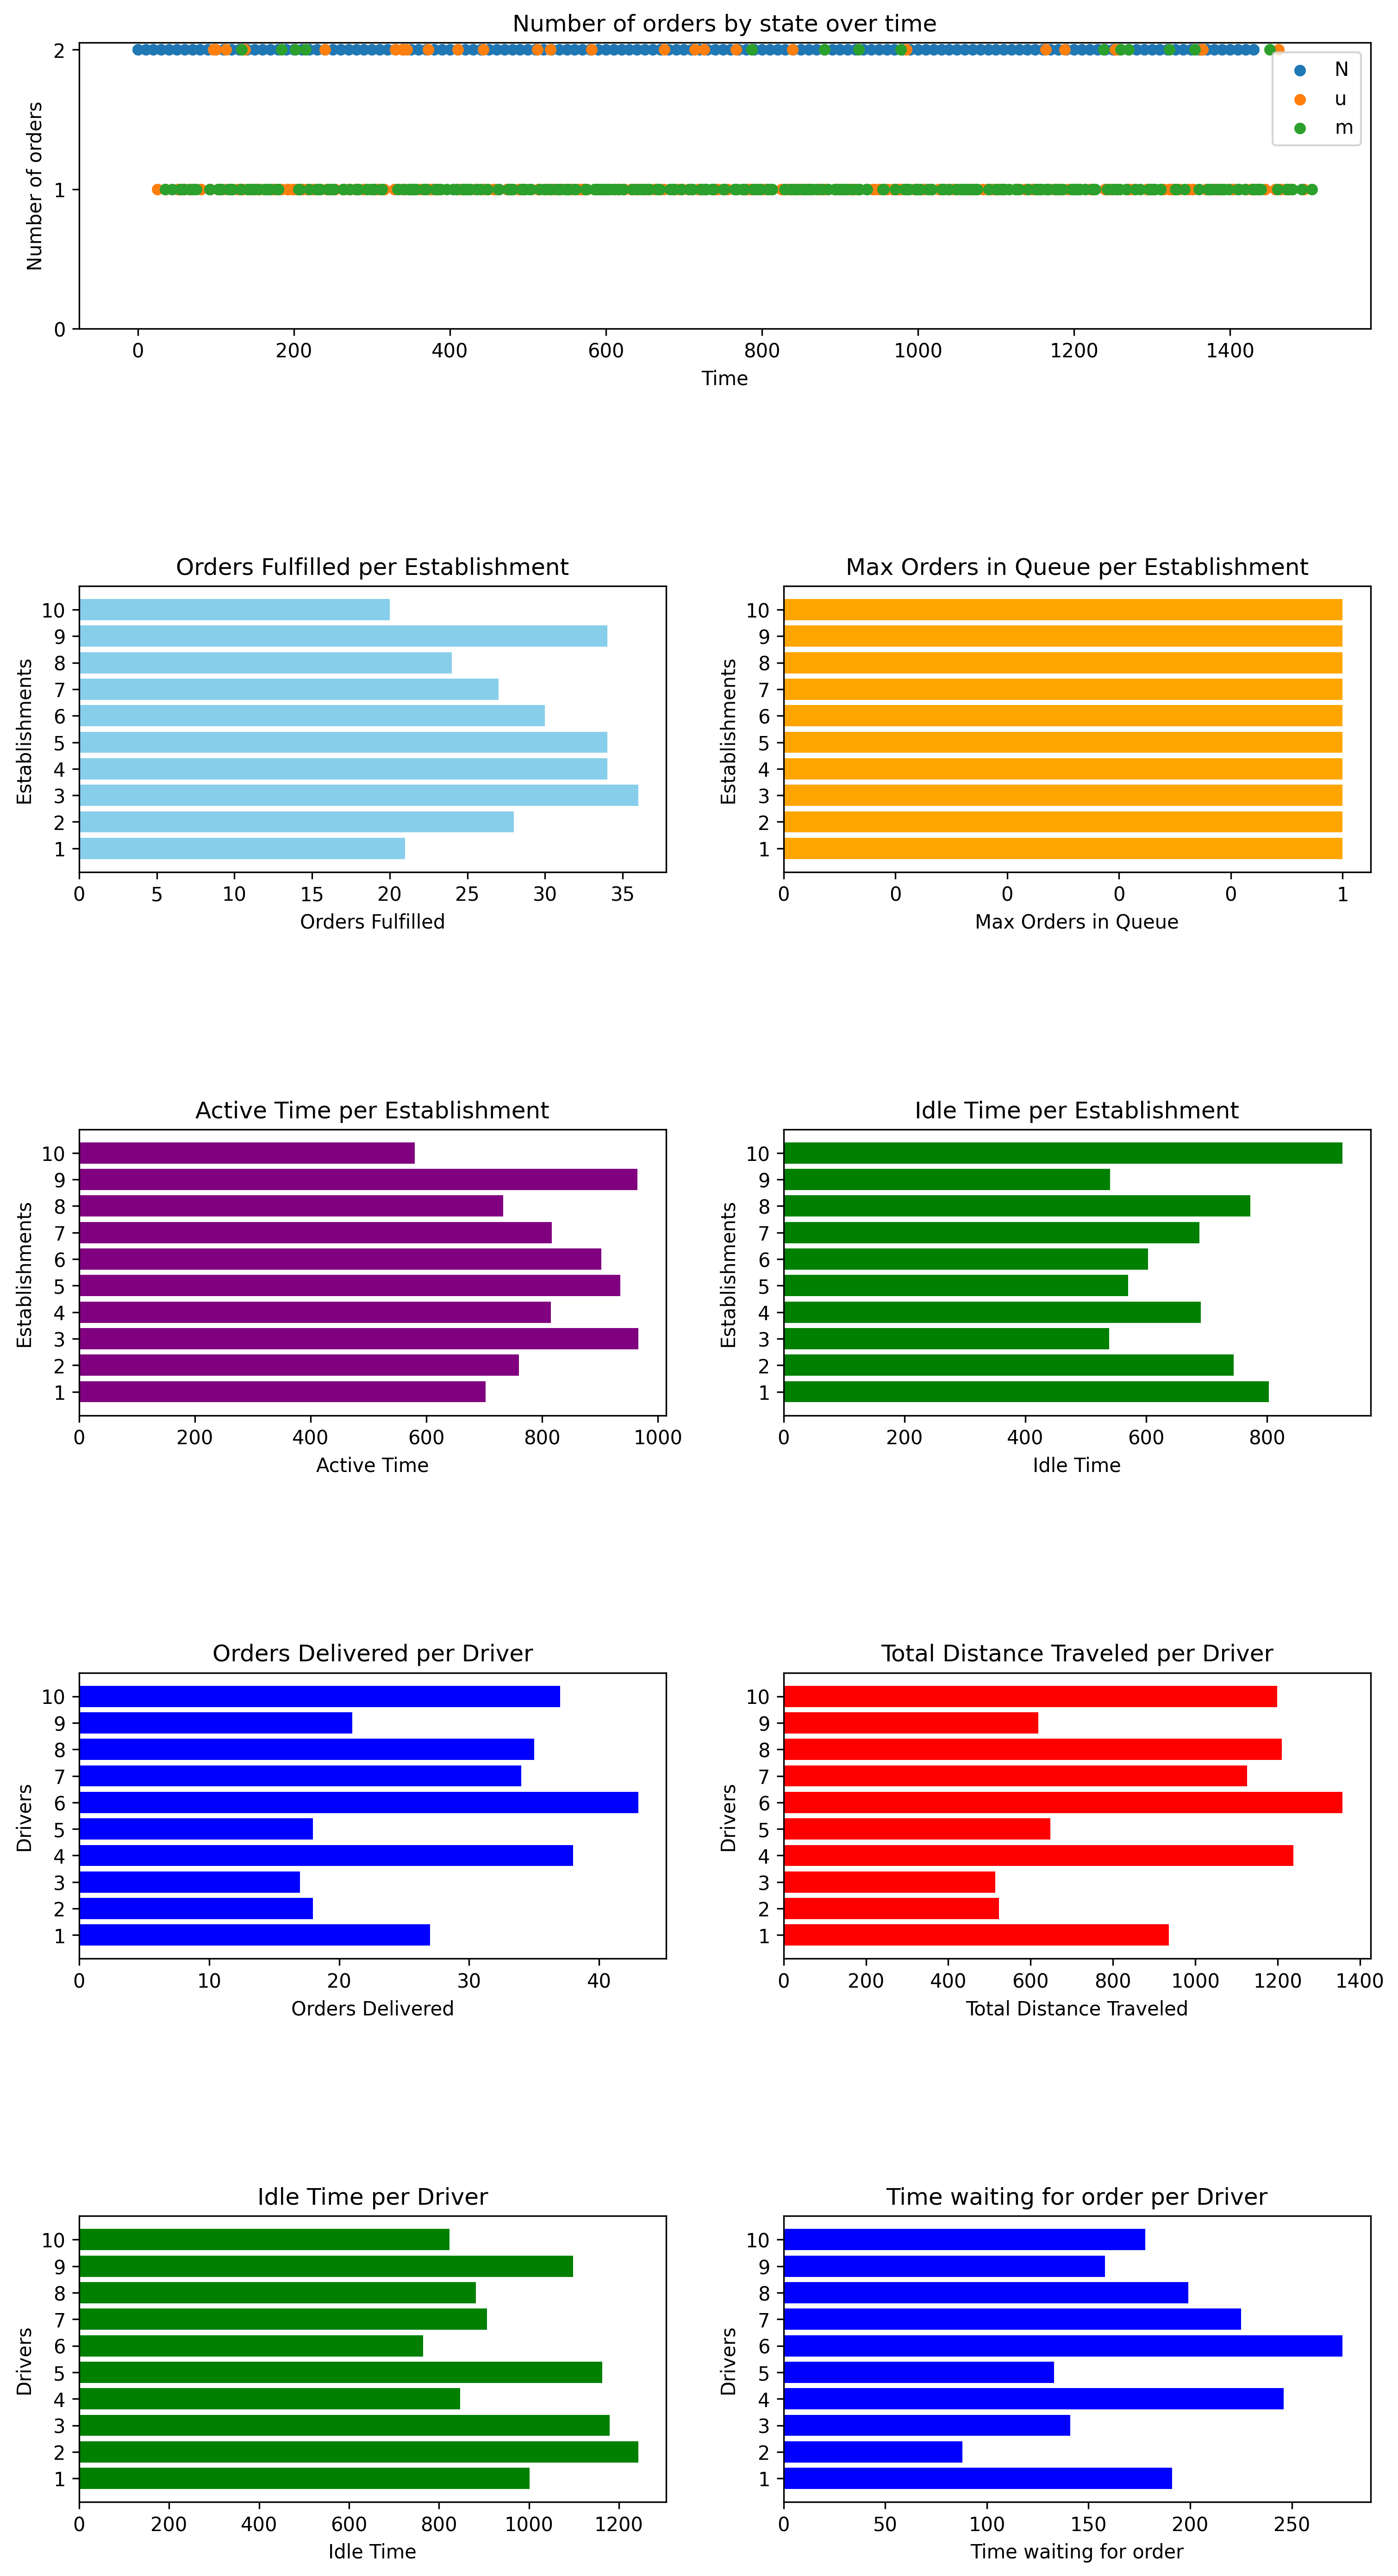 Number of orders by state over time
Number of orders
2
1
0
N
u
m
0 200 400 600 800 1000 1200 1400
Time
Orders Fulfilled per Establishment
Establishments
10
9
8
7
6
5
4
3
2
1
0 5 10 15 20 25 30 35
Orders Fulfilled
Max Orders in Queue per Establishment
Establishments
10
9
8
7
6
5
4
3
2
1
0 0 0 0 0 1
Max Orders in Queue
Active Time per Establishment
Establishments
10
9
8
7
6
5
4
3
2
1
0 200 400 600 800 1000
Active Time
Idle Time per Establishment
Establishments
10
9
8
7
6
5
4
3
2
1
0 200 400 600 800
Idle Time
Orders Delivered per Driver
Drivers
10
9
8
7
6
5
4
3
2
1
0 10 20 30 40
Orders Delivered
Total Distance Traveled per Driver
Drivers
10
9
8
7
6
5
4
3
2
1
0 200 400 600 800 1000 1200 1400
Total Distance Traveled
Idle Time per Driver
Drivers
10
9
8
7
6
5
4
3
2
1
0 200 400 600 800 1000 1200
Idle Time
Time waiting for order per Driver
Drivers
10
9
8
7
6
5
4
3
2
1
0 50 100 150 200 250
Time waiting for order